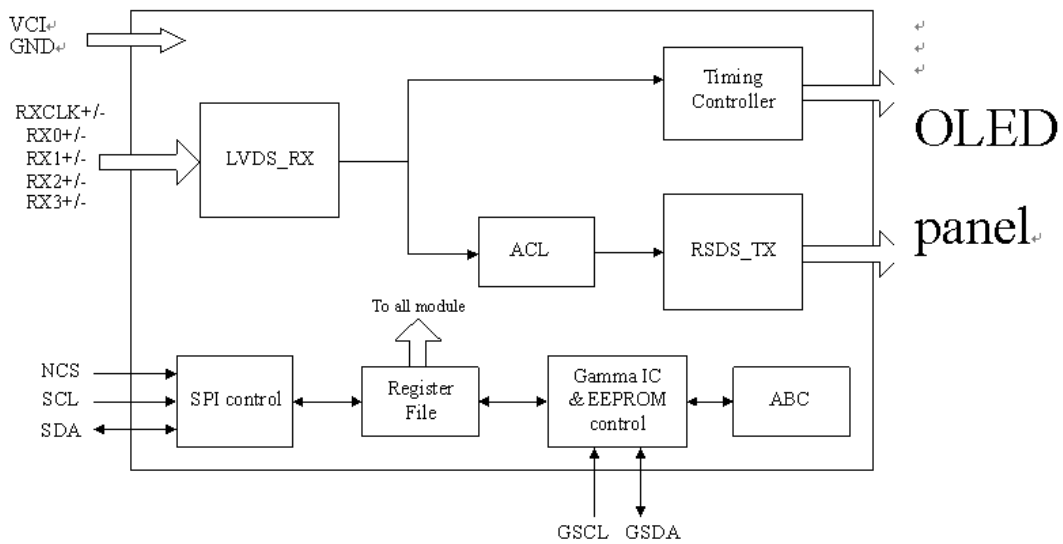 VCI
GND
RXCLK+/-
RX0+/-
RX1+/-
RX2+/-
RX3+/-
LVDS_RX
Timing
Controller
ACL
RSDS_TX
OLED
panel
To all module
NCS
SCL
SDA
SPI control
Register
File
Gamma IC
& EEPROM
control
ABC
GSCL GSDA